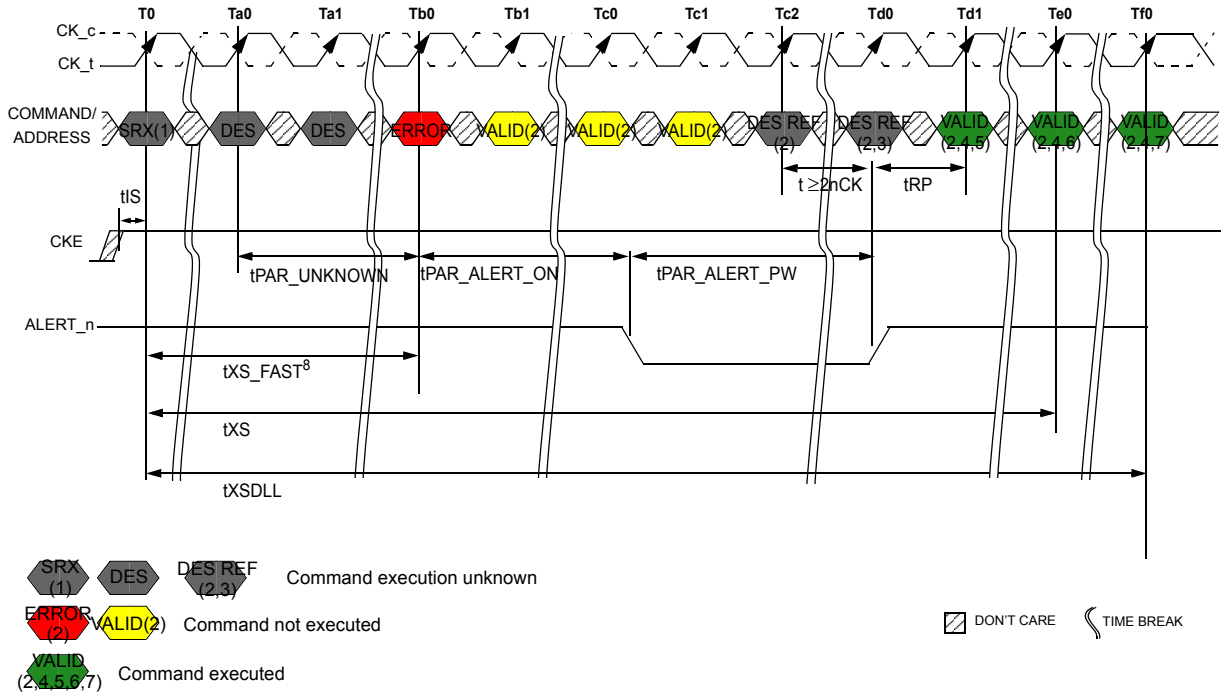 T0 Ta0 Ta1 Tb0 Tb1 Tc0 Tc1 Tc2 Td0 Td1 Te0 Tf0
CK_c
CK_t
COMMAND/
ADDRESS
SRX(1) DES DES ERROR VALID(2) VALID(2) VALID(2) DES REF (2) DES REF (2,3) VALID (2,4,5) VALID (2,4,6) VALID (2,4,7)
t ≥2nCK tRP
tIS
CKE
tPAR_UNKNOWN tPAR_ALERT_ON tPAR_ALERT_PW
ALERT_n
tXS_FAST8
tXS
tXSDLL
SRX (1) DES DES REF (2,3) Command execution unknown
ERROR (2) VALID(2) Command not executed
VALID (2,4,5,6,7) Command executed
DON'T CARE TIME BREAK